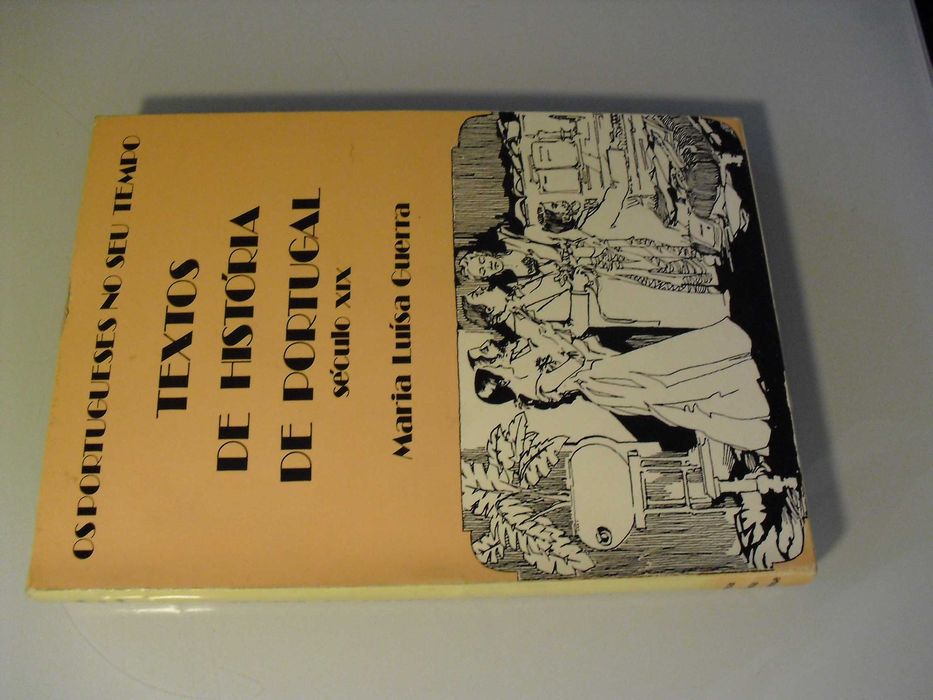 OS PORTUGUESES NO SEU TEMPO
TEXTOS
DE HISTÓRIA
DE PORTUGAL
século XIX
Maria Luísa Guerra